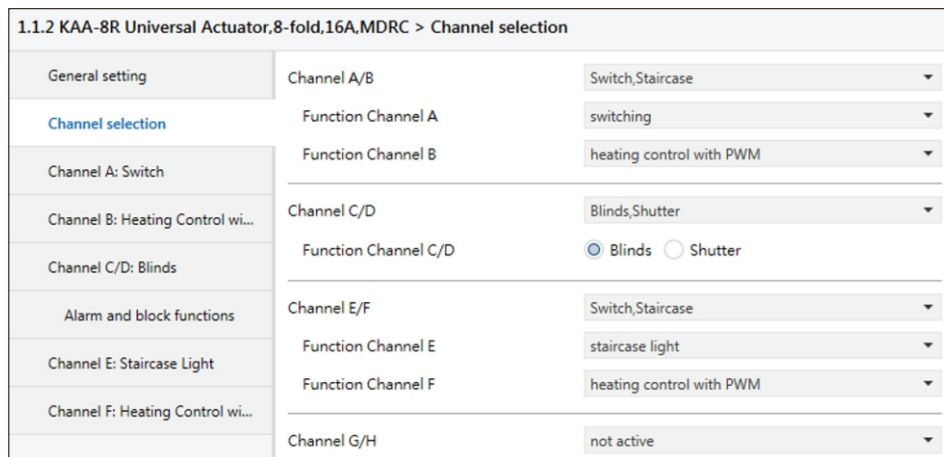 1.1.2 KAA-8R Universal Actuator,8-fold,16A,MDRC > Channel selection
General setting
Channel selection
Channel A: Switch
Channel B: Heating Control wi...
Channel C/D: Blinds
Alarm and block functions
Channel E: Staircase Light
Channel F: Heating Control wi...
Channel A/B Switch,Staircase
Function Channel A switching
Function Channel B heating control with PWM
Channel C/D Blinds,Shutter
Function Channel C/D Blinds Shutter
Channel E/F Switch,Staircase
Function Channel E staircase light
Function Channel F heating control with PWM
Channel G/H not active